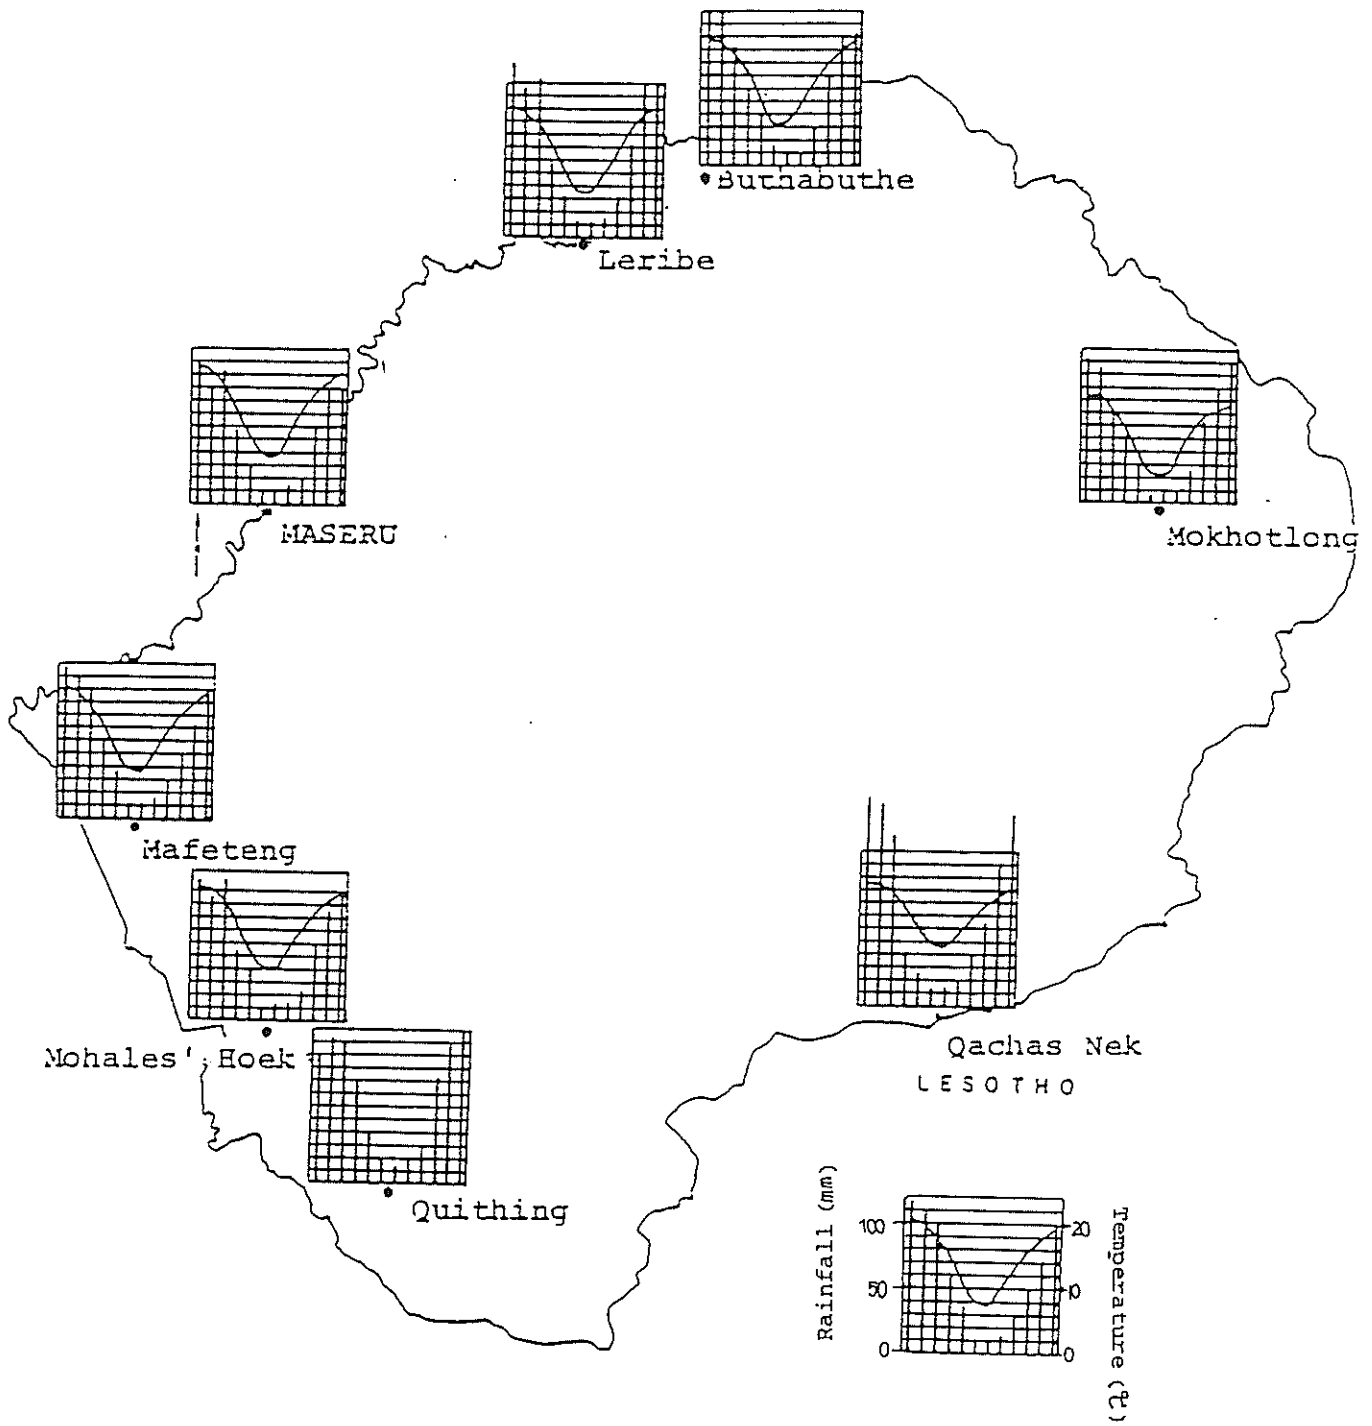 Buthabuthe
Leribe
MASERU
Mokhotlong
Mafeteng
Mohales' Hoek
Qachas Nek
LESOTHO
Quithing
Rainfall (mm)
100
50
0
20
10
0
Temperature (℃)